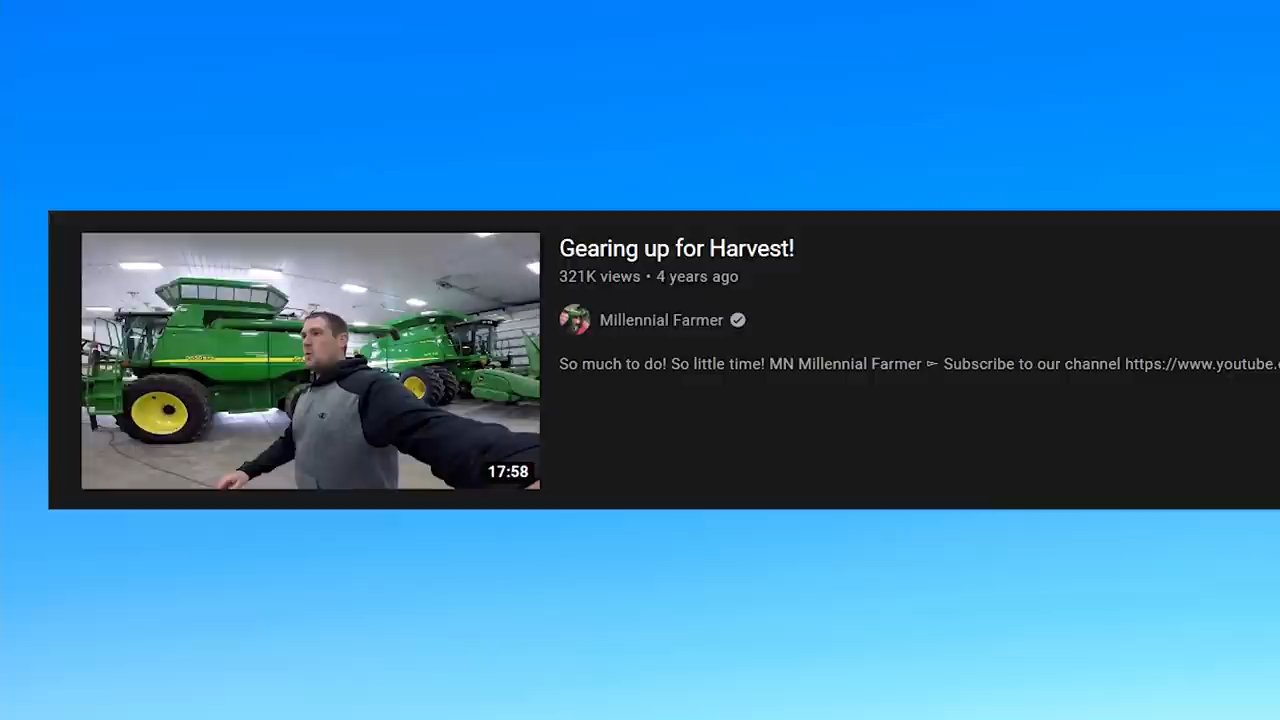 Gearing up for Harvest!
321K views • 4 years ago
Millennial Farmer
So much to do! So little time! MN Millennial Farmer ► Subscribe to our channel https://www.youtube.
17:58